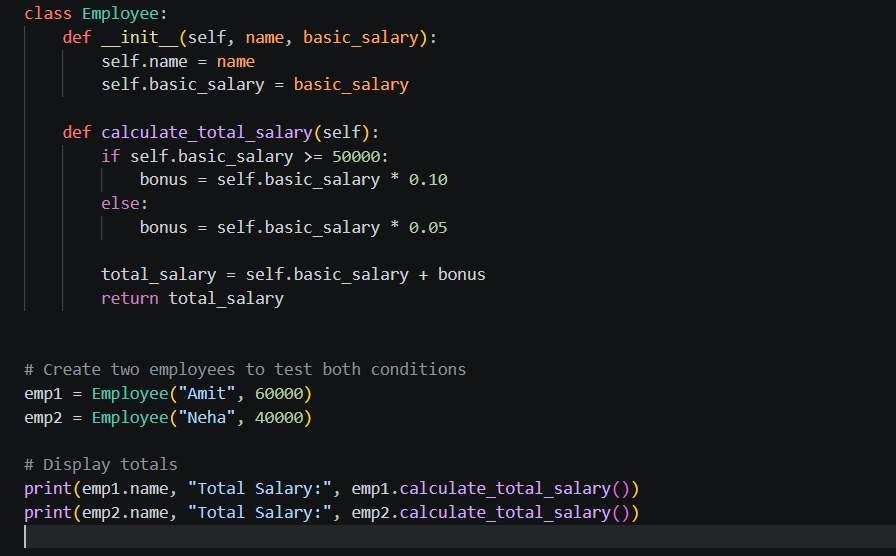 class Employee:
    def __init__(self, name, basic_salary):
        self.name = name
        self.basic_salary = basic_salary

    def calculate_total_salary(self):
        if self.basic_salary >= 50000:
            bonus = self.basic_salary * 0.10
        else:
            bonus = self.basic_salary * 0.05

        total_salary = self.basic_salary + bonus
        return total_salary


# Create two employees to test both conditions
emp1 = Employee("Amit", 60000)
emp2 = Employee("Neha", 40000)

# Display totals
print(emp1.name, "Total Salary:", emp1.calculate_total_salary())
print(emp2.name, "Total Salary:", emp2.calculate_total_salary())